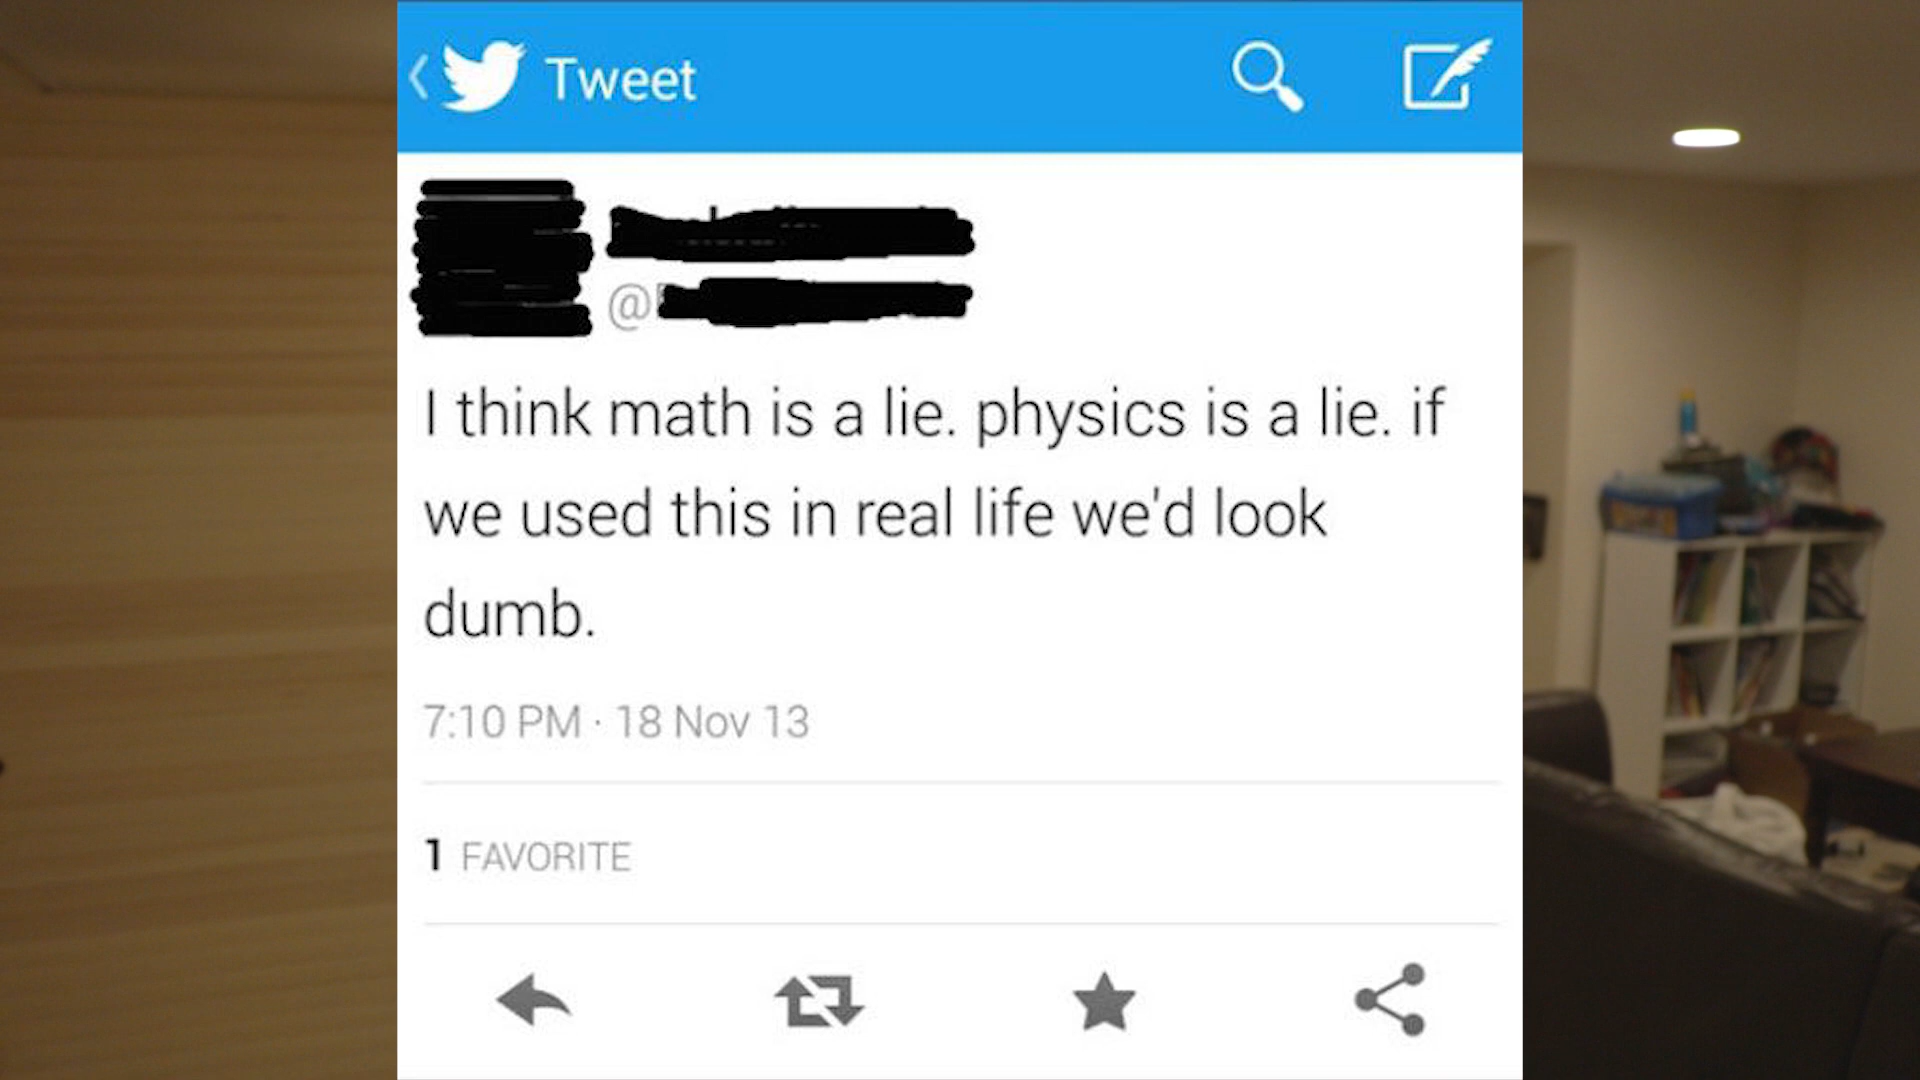 Tweet
@
I think math is a lie. physics is a lie. if
we used this in real life we'd look
dumb.
7:10 PM · 18 Nov 13
1 FAVORITE